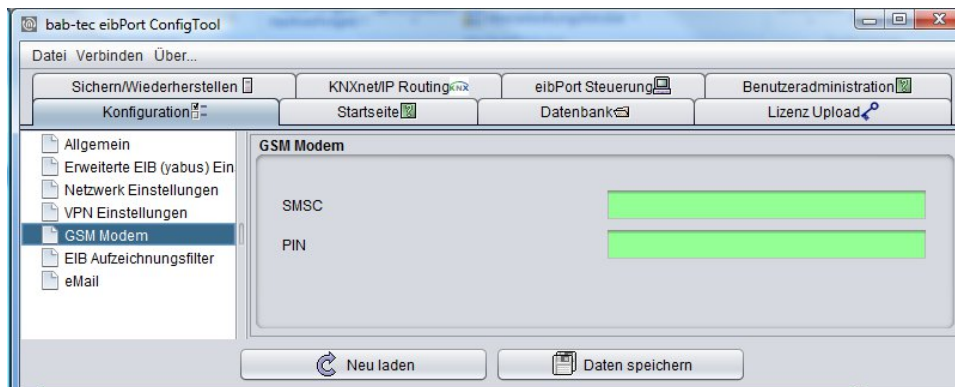 bab-tec eibPort ConfigTool
Datei Verbinden Über...
Sichern/Wiederherstellen
KNXnet/IP Routing KNX
eibPort Steuerung
Benutzeradministration
Konfiguration
Startseite
Datenbank
Lizenz Upload
Allgemein
Erweiterte EIB (yabus) Ein
Netzwerk Einstellungen
VPN Einstellungen
GSM Modem
EIB Aufzeichnungsfilter
eMail
GSM Modem
SMSC
PIN
Neu laden
Daten speichern